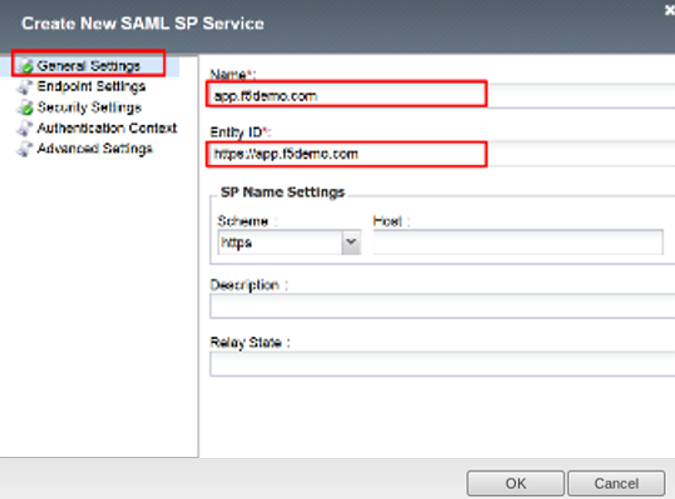 Create New SAML SP Service
General Settings
Endpoint Settings
Security Settings
Authentication Context
Advanced Settings
Name*:
app.f5demo.com
Entity ID*:
https://app.f5demo.com
SP Name Settings
Scheme :
Host :
https
Description :
Relay State :
OK
Cancel